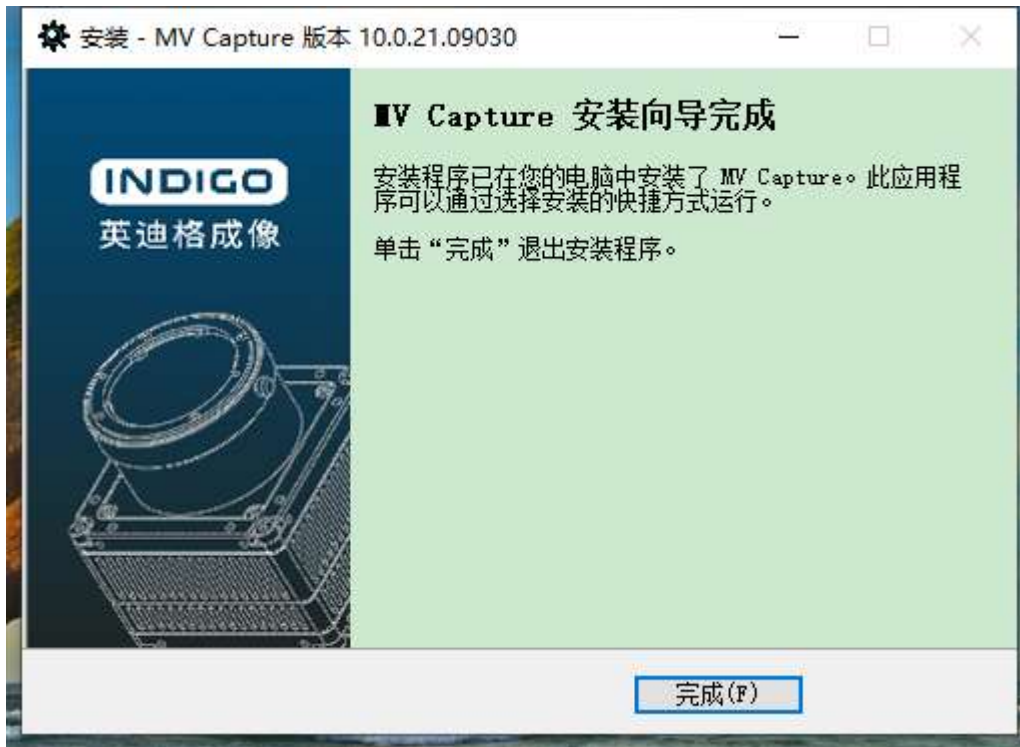 安装 - MV Capture 版本 10.0.21.09030
INDIGO
英迪格成像
MV Capture 安装向导完成
安装程序已在您的电脑中安装了 MV Capture。此应用程
序可以通过选择安装的快捷方式运行。
单击“完成”退出安装程序。
完成(F)